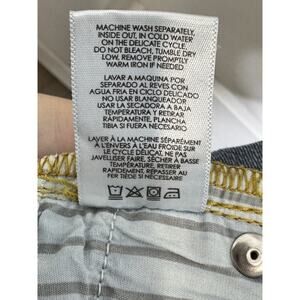 MACHINE WASH SEPARATELY,
INSIDE OUT, IN COLD WATER
ON THE DELICATE CYCLE.
DO NOT BLEACH, TUMBLE DRY
LOW, REMOVE PROMPTLY
WARM IRON IF NEEDED
LAVAR A MAQUINA POR
SEPARADO AL REVES CON
AGUA FRIA EN CICLO DELICADO
NO USAR BLANQUEADOR
USAR LA SECADORA A BAJA
TEMPERATURA Y RETIRAR
RÁPIDAMENTE, PLANCHA
TIBIA SI FUERA NECESARIO
LAVER À LA MACHINE SÉPARÉMENT
À L'ENVERS À L'EAU FROIDE SUR
LE CYCLE DÉLICAT, NE PAS
JAVELLISER FAIRE, SÉCHER À BASSE
TEMPÉRATURE, RETIRER
RAPIDEMENT, REPASSER AU
FER TIÈDE SI NÉCESSAIRE